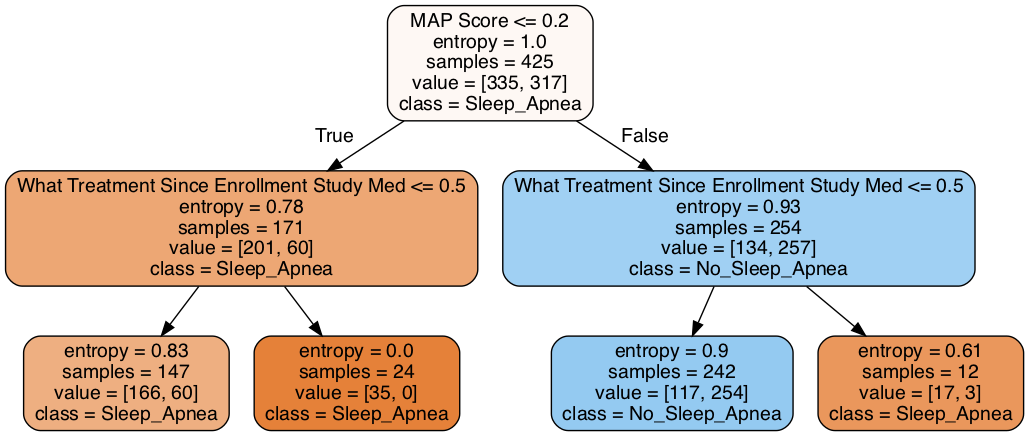 MAP Score <= 0.2
entropy = 1.0
samples = 425
value = [335, 317]
class = Sleep_Apnea
True
False
What Treatment Since Enrollment Study Med <= 0.5
entropy = 0.78
samples = 171
value = [201, 60]
class = Sleep_Apnea
What Treatment Since Enrollment Study Med <= 0.5
entropy = 0.93
samples = 254
value = [134, 257]
class = No_Sleep_Apnea
entropy = 0.83
samples = 147
value = [166, 60]
class = Sleep_Apnea
entropy = 0.0
samples = 24
value = [35, 0]
class = Sleep_Apnea
entropy = 0.9
samples = 242
value = [117, 254]
class = No_Sleep_Apnea
entropy = 0.61
samples = 12
value = [17, 3]
class = Sleep_Apnea